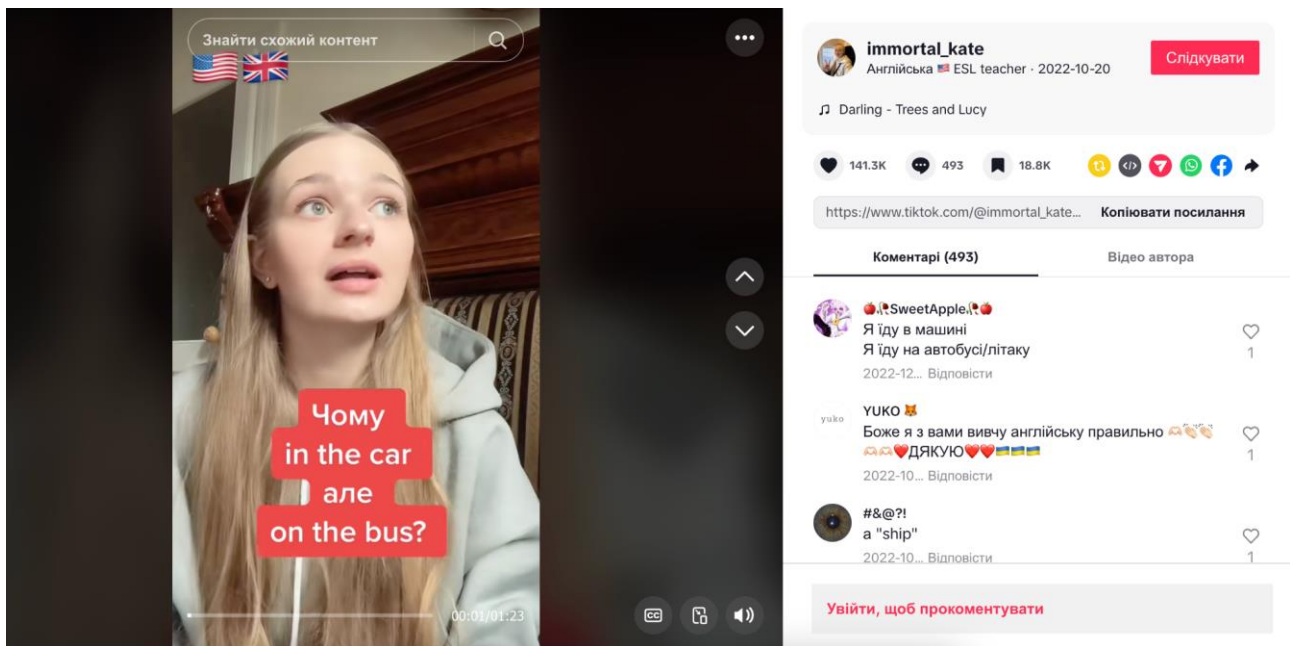 Знайти схожий контент
Чому
in the car
але
on the bus?
00:01/01:23
CC
immortal_kate
Англійська 🇺🇸 ESL teacher · 2022-10-20
Слідкувати
Darling - Trees and Lucy
141.3K 493 18.8K
https://www.tiktok.com/@immortal_kate... Копіювати посилання
Коментарі (493) Відео автора
🍎🥀SweetApple🥀🍎
Я їду в машині
Я їду на автобусі/літаку
1
2022-12... Відповісти
yuko
YUKO 🦊
Боже я з вами вивчу англійську правильно 🫶🏻👏🏻👏🏻
🫶🏻🫶🏻❤️ДЯКУЮ❤️❤️🇺🇦🇺🇦🇺🇦
1
2022-10... Відповісти
#&@?!
a "ship"
1
2022-10... Відповісти
Увійти, щоб прокоментувати